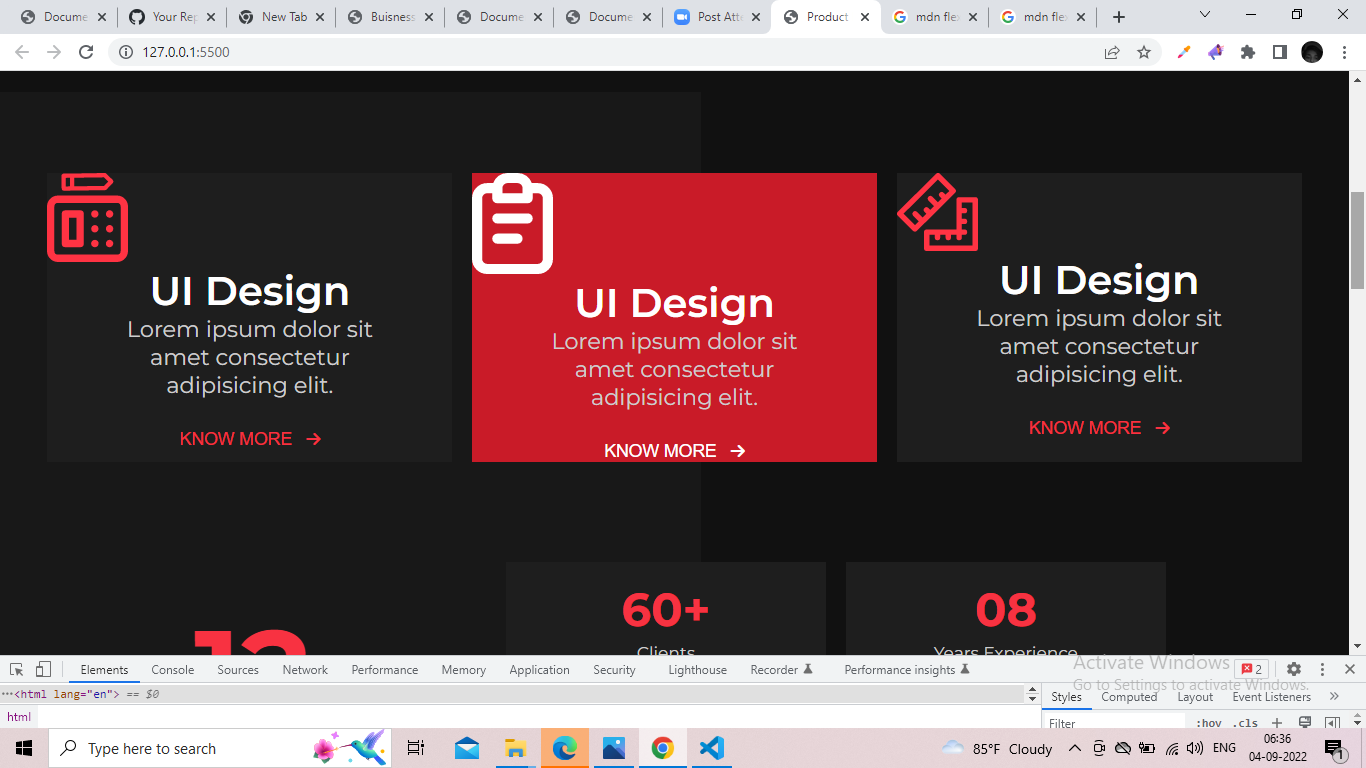 Docume
Your Rep
New Tab
Buisness
Docume
Docume
Post Atte
Product
mdn flex
mdn flex
127.0.0.1:5500
UI Design
Lorem ipsum dolor sit
amet consectetur
adipisicing elit.
KNOW MORE
UI Design
Lorem ipsum dolor sit
amet consectetur
adipisicing elit.
KNOW MORE
UI Design
Lorem ipsum dolor sit
amet consectetur
adipisicing elit.
KNOW MORE
60+
Clients
08
Years Experience
Elements Console Sources Network Performance Memory Application Security Lighthouse Recorder Performance insights 2
Activate Windows
Go to Settings to activate Windows.
···<html lang="en"> == $0
html
Styles Computed Layout Event Listeners »
Filter :hov .cls +
Type here to search
85°F Cloudy
ENG
06:36
04-09-2022
1